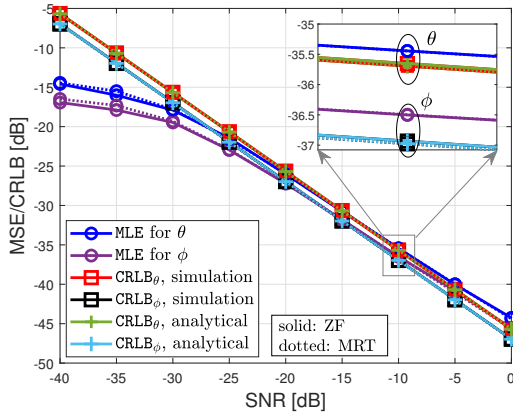 MSE/CRLB [dB]
-5
-10
-15
-20
-25
-30
-35
-40
-45
-50
-35
-35.5
-36
-36.5
-37
θ
ϕ
MLE for θ
MLE for ϕ
CRLBθ, simulation
CRLBϕ, simulation
CRLBθ, analytical
CRLBϕ, analytical
solid: ZF
dotted: MRT
-40 -35 -30 -25 -20 -15 -10 -5 0
SNR [dB]